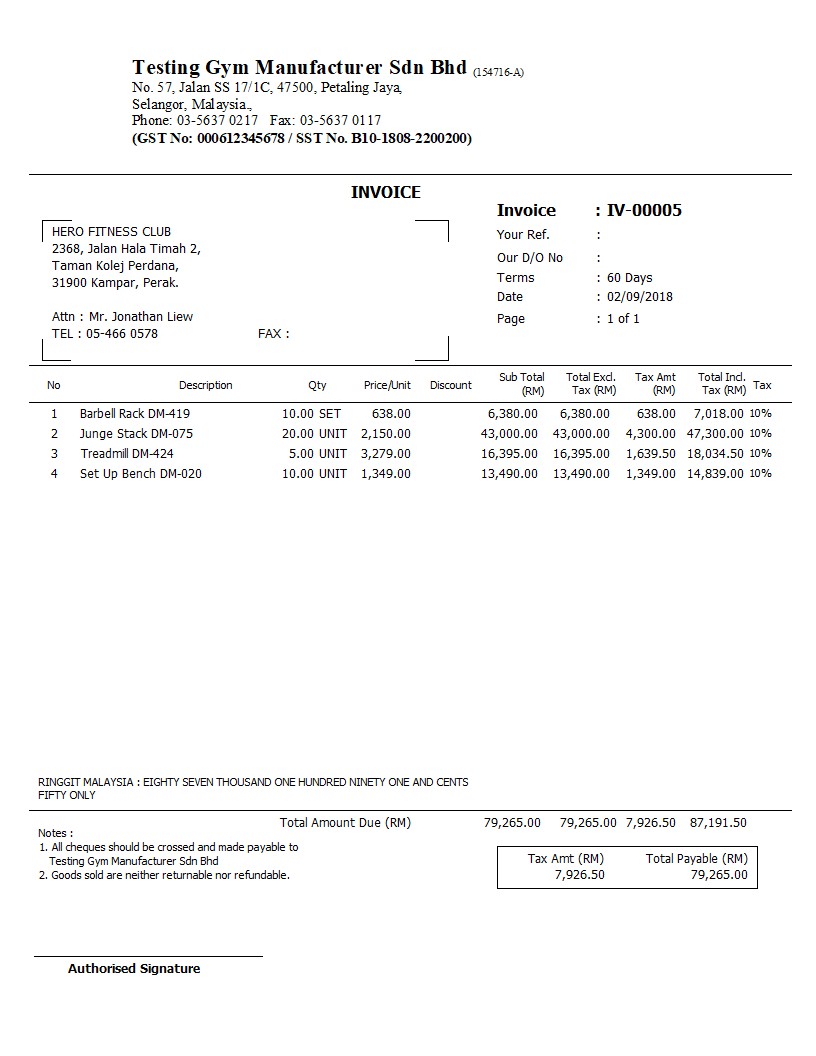 Testing Gym Manufacturer Sdn Bhd (154716-A)
No. 57, Jalan SS 17/1C, 47500, Petaling Jaya,
Selangor, Malaysia.,
Phone: 03-5637 0217 Fax: 03-5637 0117
(GST No: 000612345678 / SST No. B10-1808-2200200)
INVOICE
HERO FITNESS CLUB
2368, Jalan Hala Timah 2,
Taman Kolej Perdana,
31900 Kampar, Perak.
Attn : Mr. Jonathan Liew
TEL : 05-466 0578 FAX :
Invoice : IV-00005
Your Ref. :
Our D/O No :
Terms : 60 Days
Date : 02/09/2018
Page : 1 of 1
No Description Qty Price/Unit Discount Sub Total (RM) Total Excl. Tax (RM) Tax Amt (RM) Total Incl. Tax (RM) Tax
1 Barbell Rack DM-419 10.00 SET 638.00 6,380.00 6,380.00 638.00 7,018.00 10%
2 Junge Stack DM-075 20.00 UNIT 2,150.00 43,000.00 43,000.00 4,300.00 47,300.00 10%
3 Treadmill DM-424 5.00 UNIT 3,279.00 16,395.00 16,395.00 1,639.50 18,034.50 10%
4 Set Up Bench DM-020 10.00 UNIT 1,349.00 13,490.00 13,490.00 1,349.00 14,839.00 10%
RINGGIT MALAYSIA : EIGHTY SEVEN THOUSAND ONE HUNDRED NINETY ONE AND CENTS
FIFTY ONLY
Total Amount Due (RM) 79,265.00 79,265.00 7,926.50 87,191.50
Notes :
1. All cheques should be crossed and made payable to
Testing Gym Manufacturer Sdn Bhd
2. Goods sold are neither returnable nor refundable.
Tax Amt (RM) Total Payable (RM)
7,926.50 79,265.00
Authorised Signature